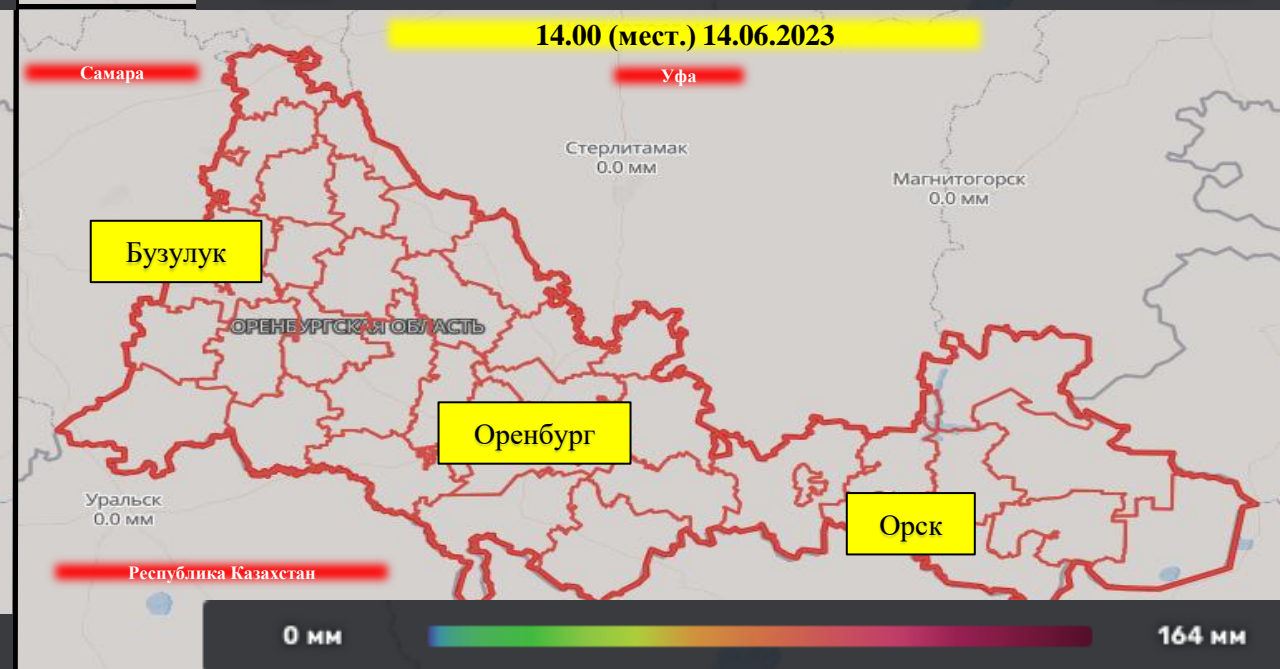 14.00 (мест.) 14.06.2023
Самара
Уфа
Стерлитамак
0.0 мм
Магнитогорск
0.0 мм
Бузулук
ОРЕНБУРГСКАЯ ОБЛАСТЬ
Оренбург
Уральск
0.0 мм
Орск
Республика Казахстан
0 мм
164 мм